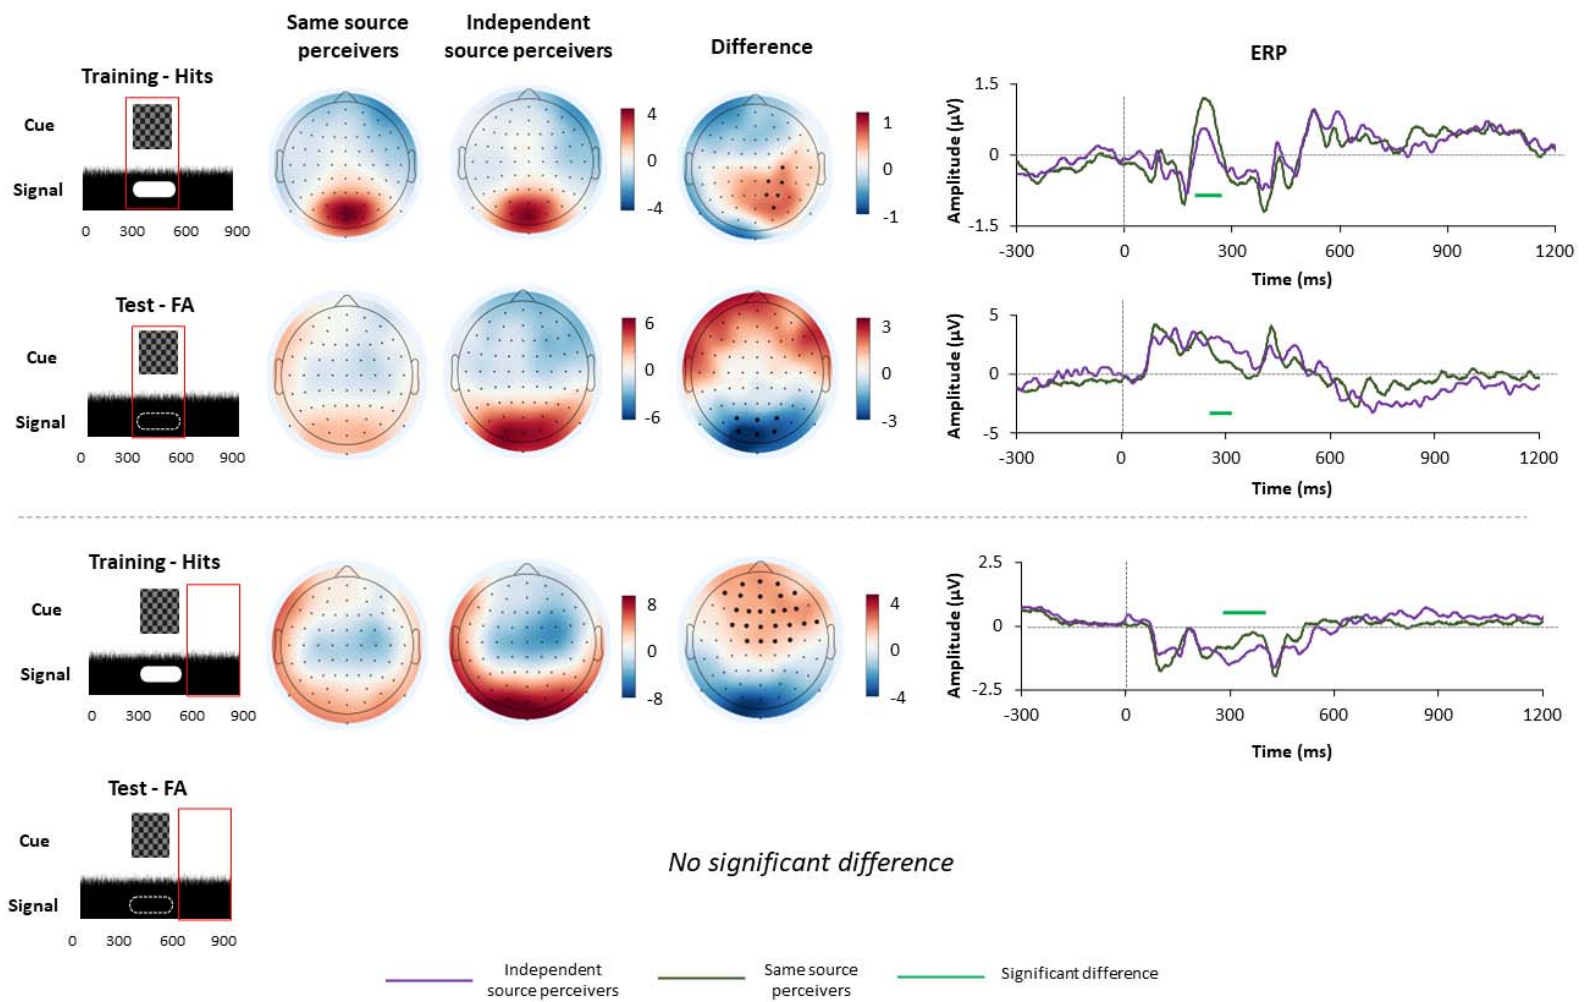 Same source
perceivers
Independent
source perceivers
Difference
ERP
Training - Hits
Cue
Signal
0 300 600 900
4
0
-4
1
0
-1
Amplitude (µV)
1.5
0
-1.5
-300 0 300 600 900 1200
Time (ms)
Test - FA
Cue
Signal
0 300 600 900
6
0
-6
3
0
-3
Amplitude (µV)
5
0
-5
-300 0 300 600 900 1200
Time (ms)
Training - Hits
Cue
Signal
0 300 600 900
8
0
-8
4
0
-4
Amplitude (µV)
2.5
0
-2.5
-300 0 300 600 900 1200
Time (ms)
Test - FA
Cue
Signal
0 300 600 900
No significant difference
Independent
source perceivers
Same source
perceivers
Significant difference